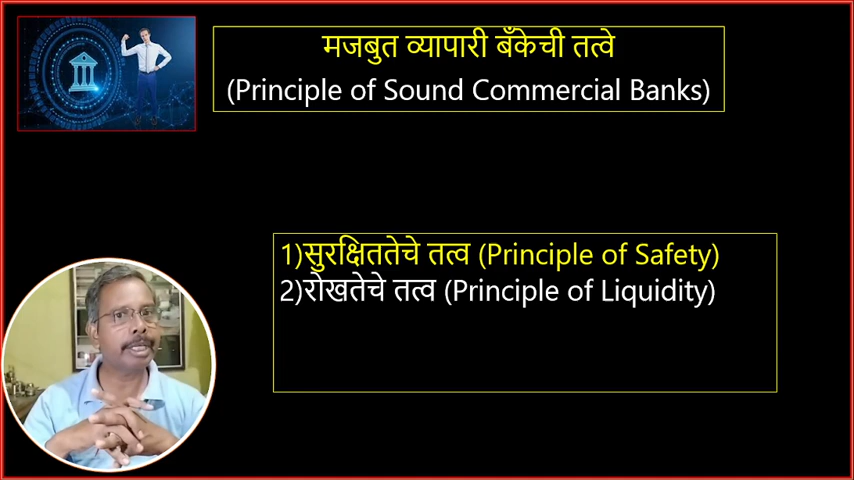 मजबुत व्यापारी बँकेची तत्वे
(Principle of Sound Commercial Banks)
1)सुरक्षिततेचे तत्व (Principle of Safety)
2)रोखतेचे तत्व (Principle of Liquidity)